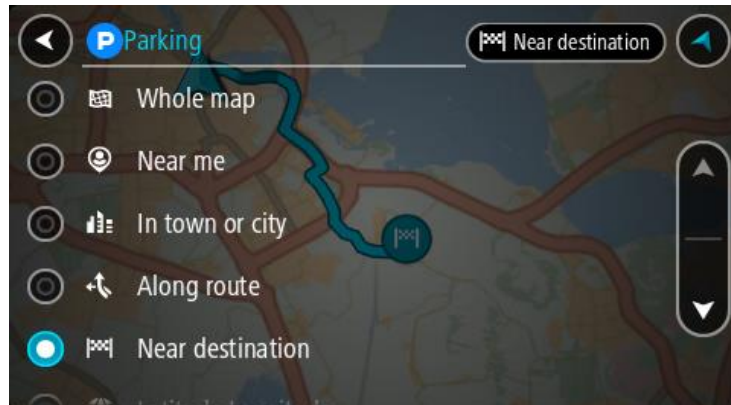 P Parking
Near destination
Whole map
Near me
In town or city
Along route
Near destination